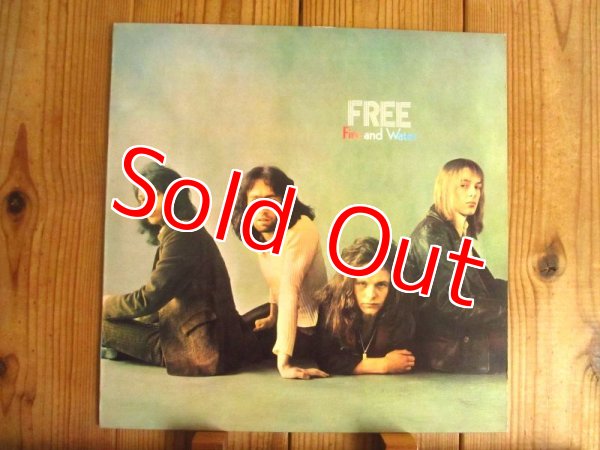 FREE
Fire and Water
Sold Out